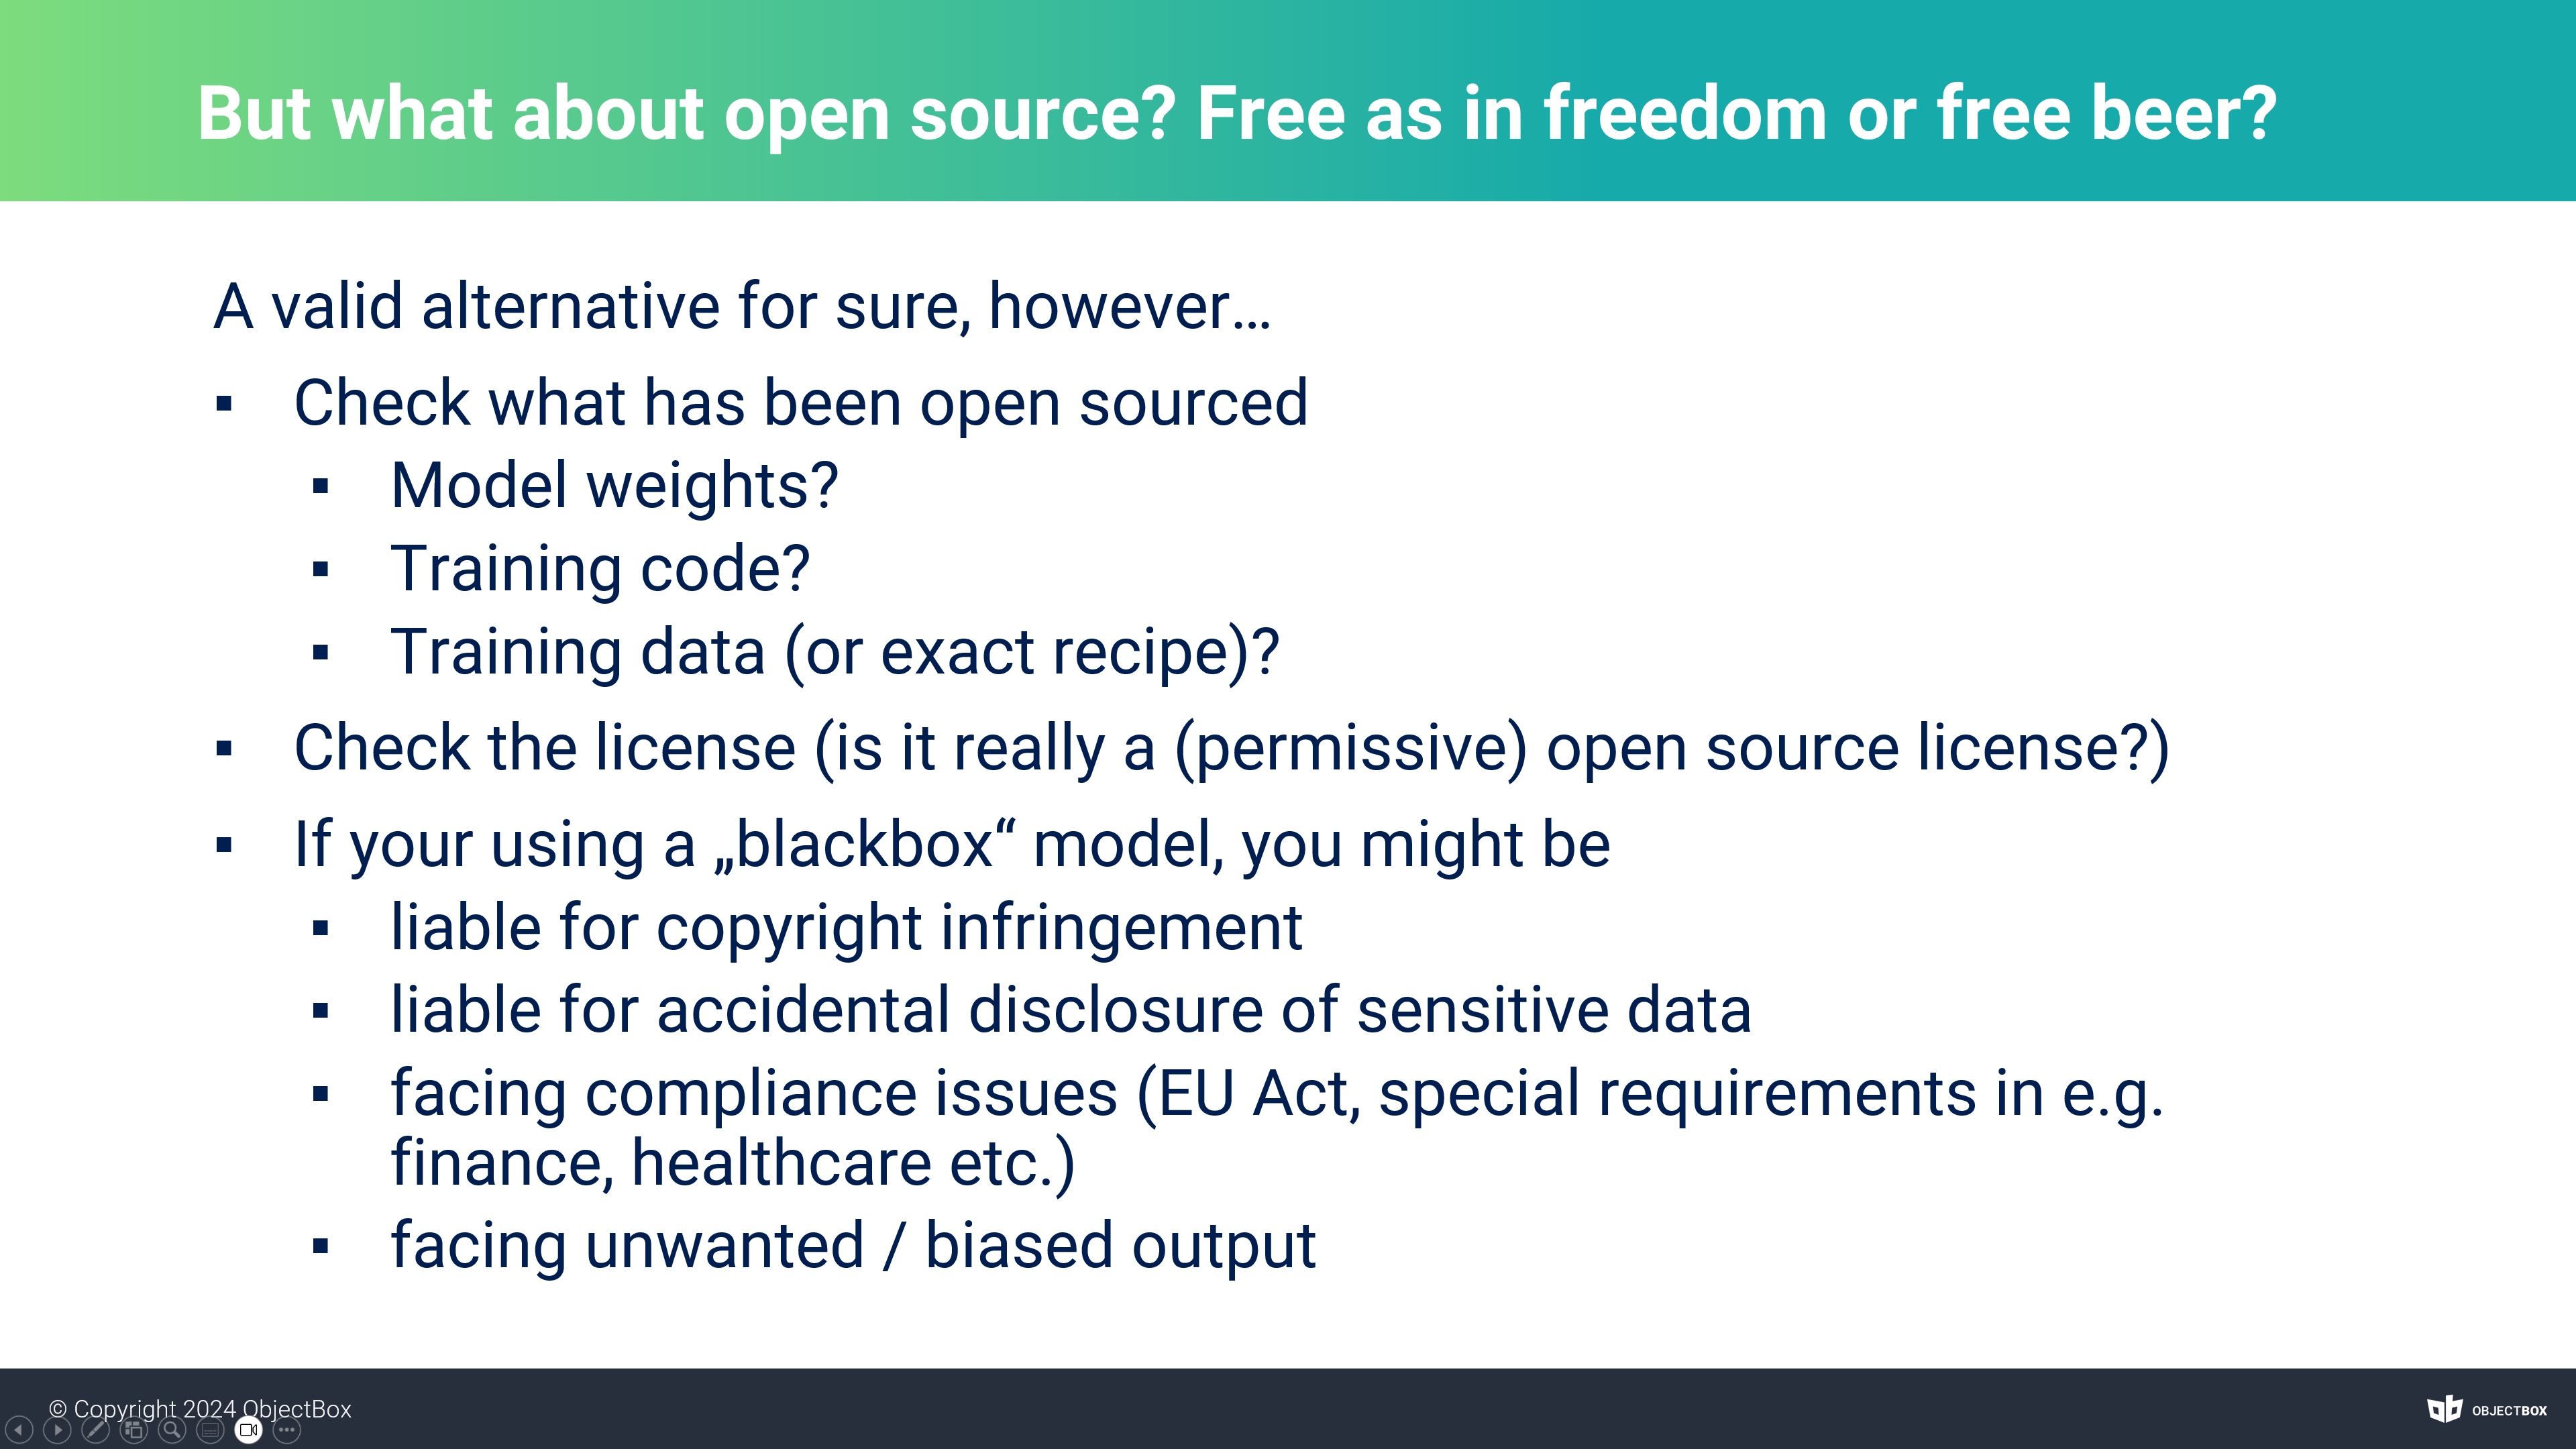 But what about open source? Free as in freedom or free beer?
A valid alternative for sure, however…
▪ Check what has been open sourced
▪ Model weights?
▪ Training code?
▪ Training data (or exact recipe)?
▪ Check the license (is it really a (permissive) open source license?)
▪ If your using a „blackbox“ model, you might be
▪ liable for copyright infringement
▪ liable for accidental disclosure of sensitive data
▪ facing compliance issues (EU Act, special requirements in e.g.
finance, healthcare etc.)
▪ facing unwanted / biased output
© Copyright 2024 ObjectBox
OBJECTBOX